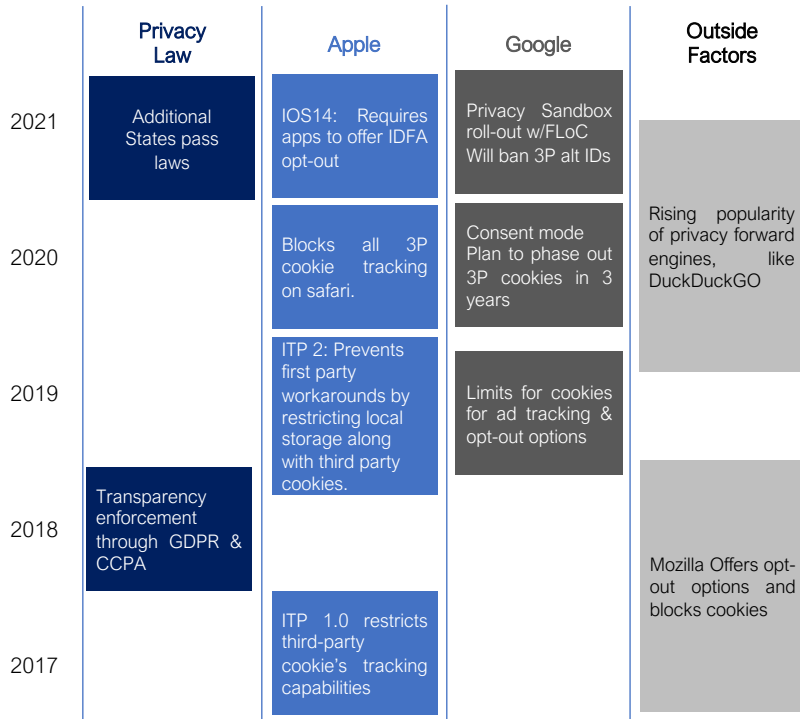 Privacy
Law
Apple
Google
Outside
Factors
2021
Additional
States pass
laws
IOS14: Requires
apps to offer IDFA
opt-out
Privacy Sandbox
roll-out w/FLoC
Will ban 3P alt IDs
2020
Blocks all 3P
cookie tracking
on safari.
Consent mode
Plan to phase out
3P cookies in 3
years
Rising popularity
of privacy forward
engines, like
DuckDuckGO
2019
ITP 2: Prevents
first party
workarounds by
restricting local
storage along
with third party
cookies.
Limits for cookies
for ad tracking &
opt-out options
2018
Transparency
enforcement
through GDPR &
CCPA
Mozilla Offers opt-
out options and
blocks cookies
2017
ITP 1.0 restricts
third-party
cookie's tracking
capabilities